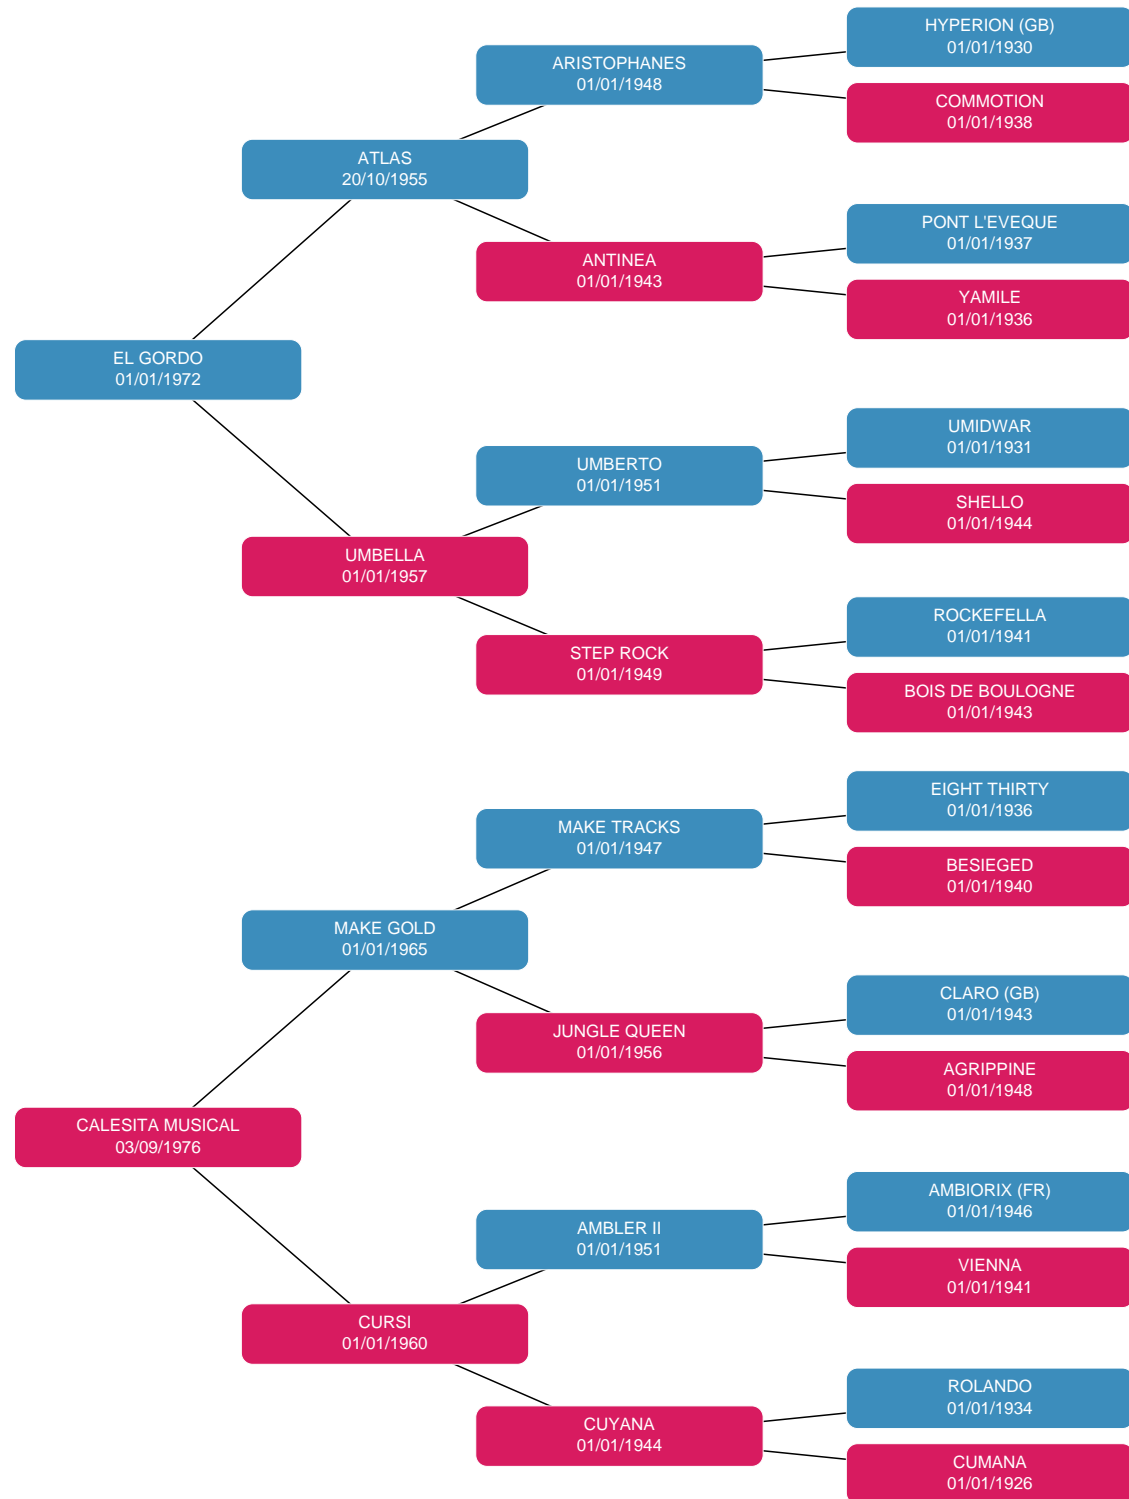 HYPERION (GB)
01/01/1930
ARISTOPHANES
01/01/1948
COMMOTION
01/01/1938
ATLAS
20/10/1955
PONT L'EVEQUE
01/01/1937
ANTINEA
01/01/1943
YAMILE
01/01/1936
EL GORDO
01/01/1972
UMIDWAR
01/01/1931
UMBERTO
01/01/1951
SHELLO
01/01/1944
UMBELLA
01/01/1957
ROCKEFELLA
01/01/1941
STEP ROCK
01/01/1949
BOIS DE BOULOGNE
01/01/1943
EIGHT THIRTY
01/01/1936
MAKE TRACKS
01/01/1947
BESIEGED
01/01/1940
MAKE GOLD
01/01/1965
CLARO (GB)
01/01/1943
JUNGLE QUEEN
01/01/1956
AGRIPPINE
01/01/1948
CALESITA MUSICAL
03/09/1976
AMBIORIX (FR)
01/01/1946
AMBLER II
01/01/1951
VIENNA
01/01/1941
CURSI
01/01/1960
ROLANDO
01/01/1934
CUYANA
01/01/1944
CUMANA
01/01/1926